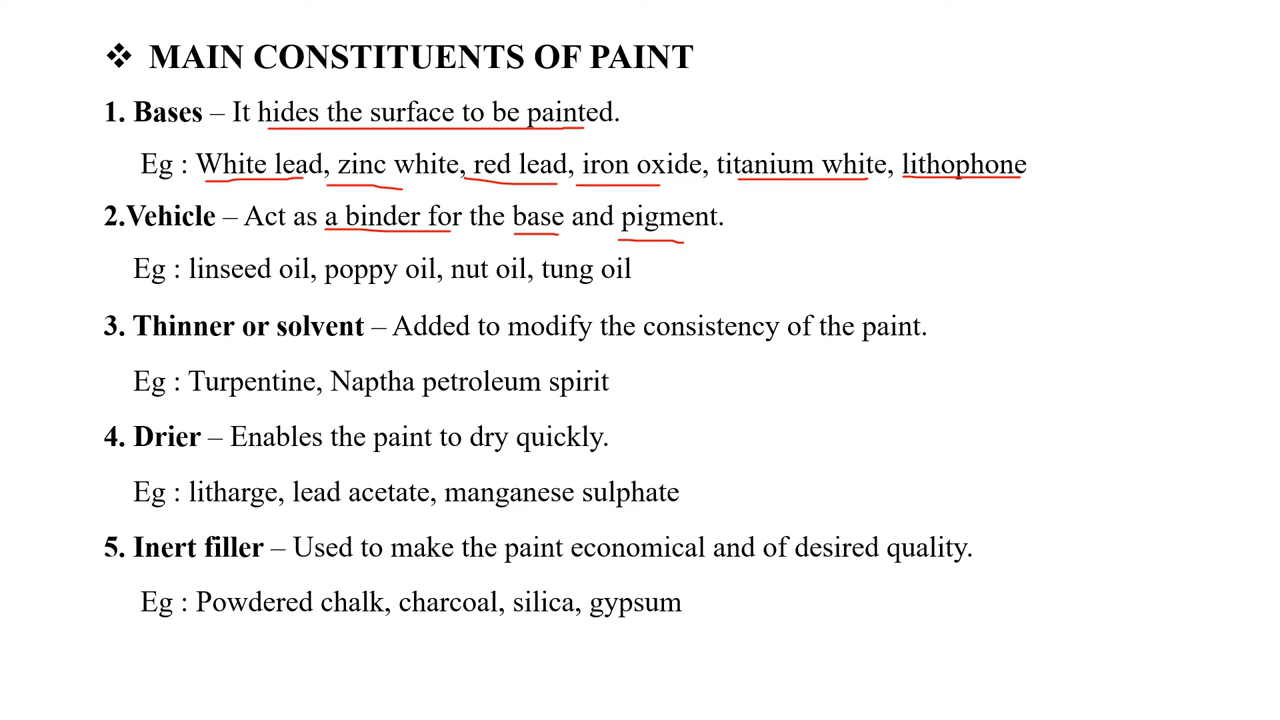 ❖ MAIN CONSTITUENTS OF PAINT
1. Bases – It hides the surface to be painted.
Eg : White lead, zinc white, red lead, iron oxide, titanium white, lithophone
2.Vehicle – Act as a binder for the base and pigment.
Eg : linseed oil, poppy oil, nut oil, tung oil
3. Thinner or solvent – Added to modify the consistency of the paint.
Eg : Turpentine, Naptha petroleum spirit
4. Drier – Enables the paint to dry quickly.
Eg : litharge, lead acetate, manganese sulphate
5. Inert filler – Used to make the paint economical and of desired quality.
Eg : Powdered chalk, charcoal, silica, gypsum